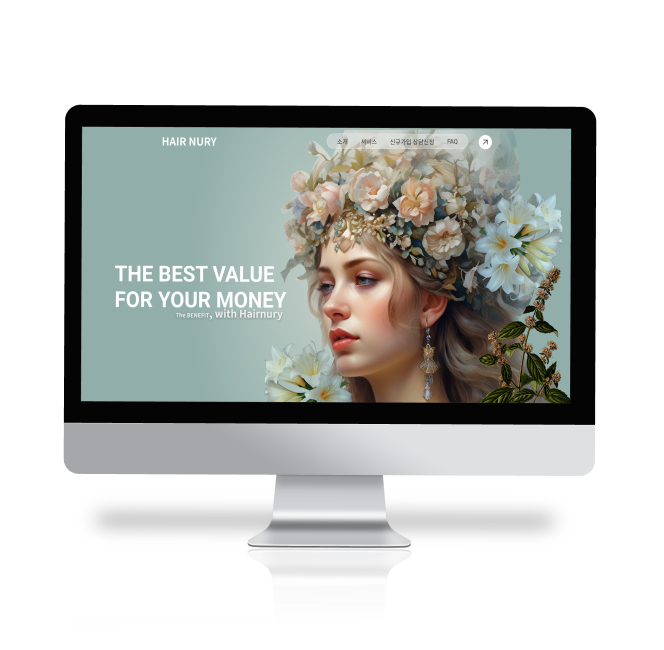 HAIR NURY
소개 서비스 신규가입 상담신청 FAQ
THE BEST VALUE
FOR YOUR MONEY
The BENEFIT, with Hairnury